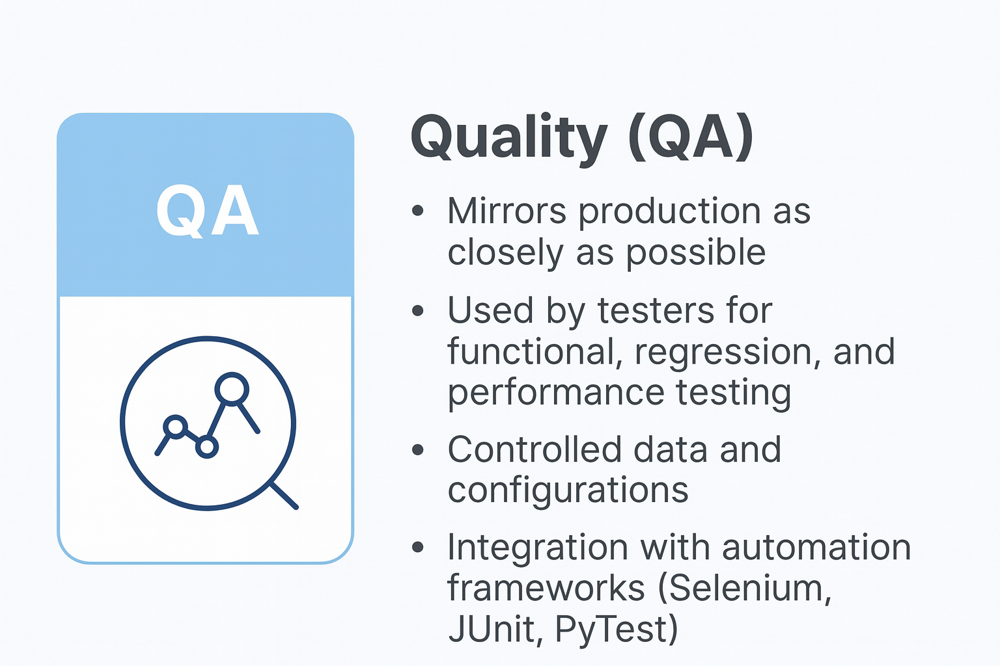 QA
Quality (QA)
• Mirrors production as
closely as possible
• Used by testers for
functional, regression, and
performance testing
• Controlled data and
configurations
• Integration with automation
frameworks (Selenium,
JUnit, PyTest)